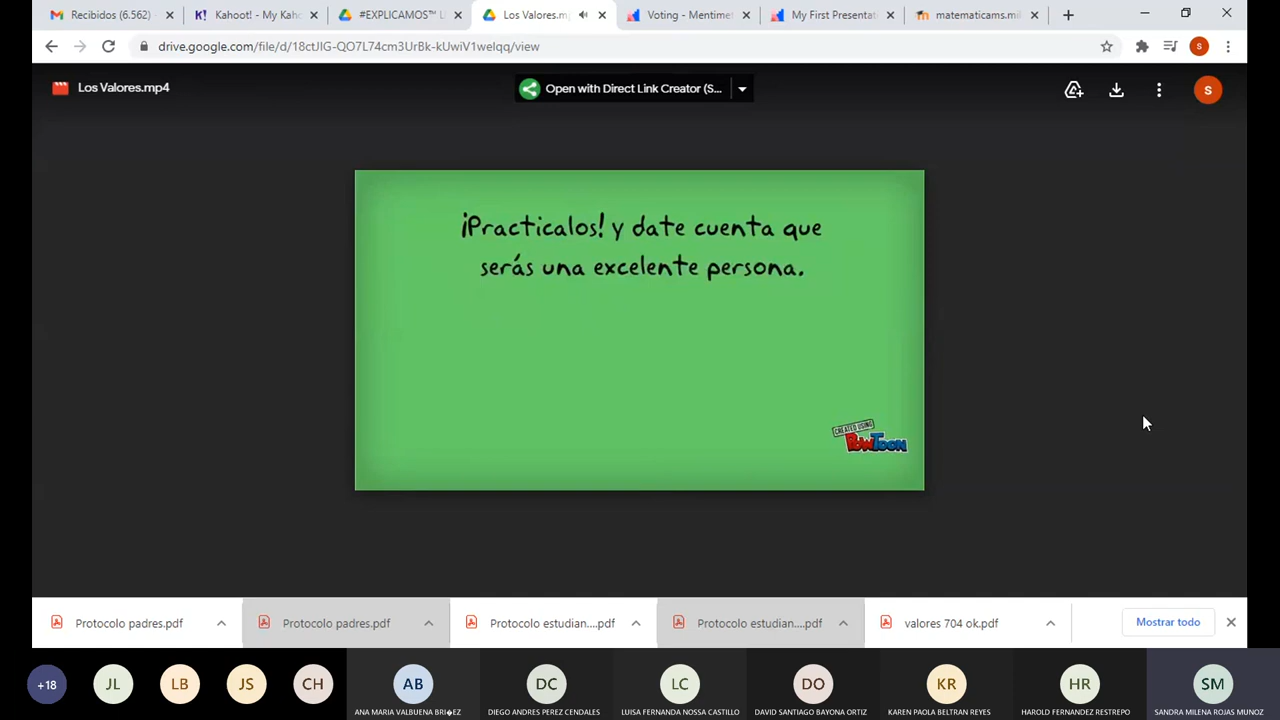 Recibidos (6.562)
Kahoot! - My Kah
#EXPLICAMOS™ L
Los Valores.m
Voting - Mentime
My First Presentat
matematicams.mi
drive.google.com/file/d/18ctJIG-QO7L74cm3UrBk-kUwiV1welqq/view
S
Los Valores.mp4
Open with Direct Link Creator (S...
S
¡Practicalos! y date cuenta que
serás una excelente persona.
CREATED USING
POWTOON
Protocolo padres.pdf
Protocolo padres.pdf
Protocolo estudian....pdf
Protocolo estudian....pdf
valores 704 ok.pdf
Mostrar todo
+18
JL
LB
JS
CH
AB
DC
LC
DO
KR
HR
SM
ANA MARIA VALBUENA BRI�EZ
DIEGO ANDRES PEREZ CENDALES
LUISA FERNANDA NOSSA CASTILLO
DAVID SANTIAGO BAYONA ORTIZ
KAREN PAOLA BELTRAN REYES
HAROLD FERNANDEZ RESTREPO
SANDRA MILENA ROJAS MUNOZ